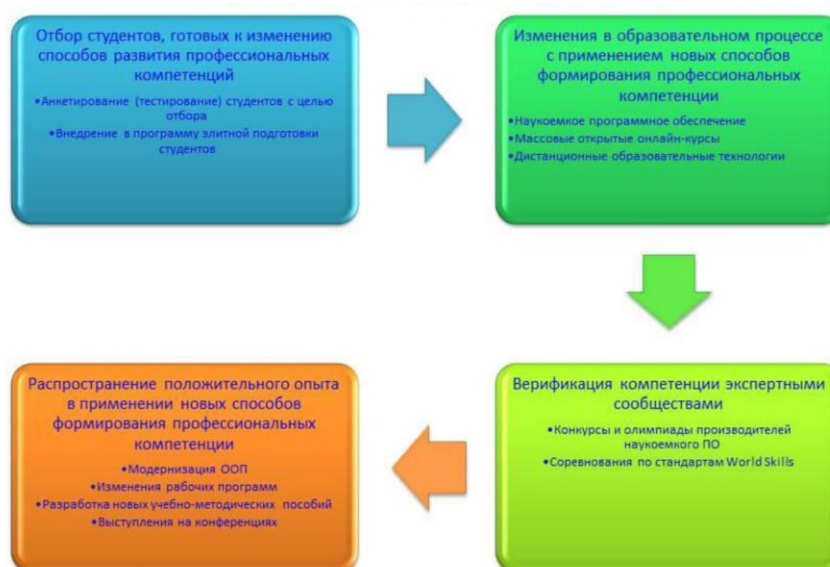 Отбор студентов, готовых к изменению
способов развития профессиональных
компетенций
•Анкетирование (тестирование) студентов с целью
отбора
•Внедрение в программу элитной подготовки
студентов
Изменения в образовательном процессе
с применением новых способов
формирования профессиональных
компетенции
•Наукоемкое программное обеспечение
•Массовые открытые онлайн-курсы
•Дистанционные образовательные технологии
Распространение положительного опыта
в применении новых способов
формирования профессиональных
компетенции
•Модернизация ООП
•Изменения рабочих программ
•Разработка новых учебно-методических пособий
•Выступления на конференциях
Верификация компетенции экспертными
сообществами
•Конкурсы и олимпиады производителей
наукоемкого ПО
•Соревнования по стандартам World Skills